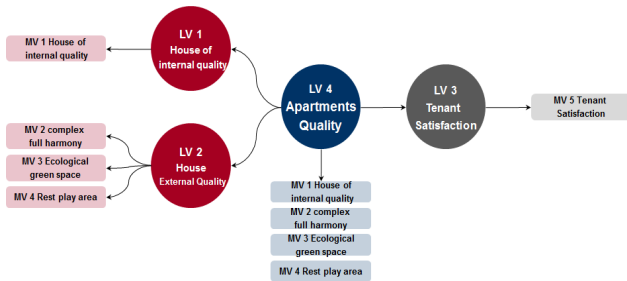 MV 1 House of
internal quality
LV 1
House of
internal quality
MV 2 complex
full harmony
MV 3 Ecological
green space
MV 4 Rest play area
LV 2
House
External Quality
LV 4
Apartments
Quality
MV 1 House of
internal quality
MV 2 complex
full harmony
MV 3 Ecological
green space
MV 4 Rest play area
LV 3
Tenant
Satisfaction
MV 5 Tenant
Satisfaction